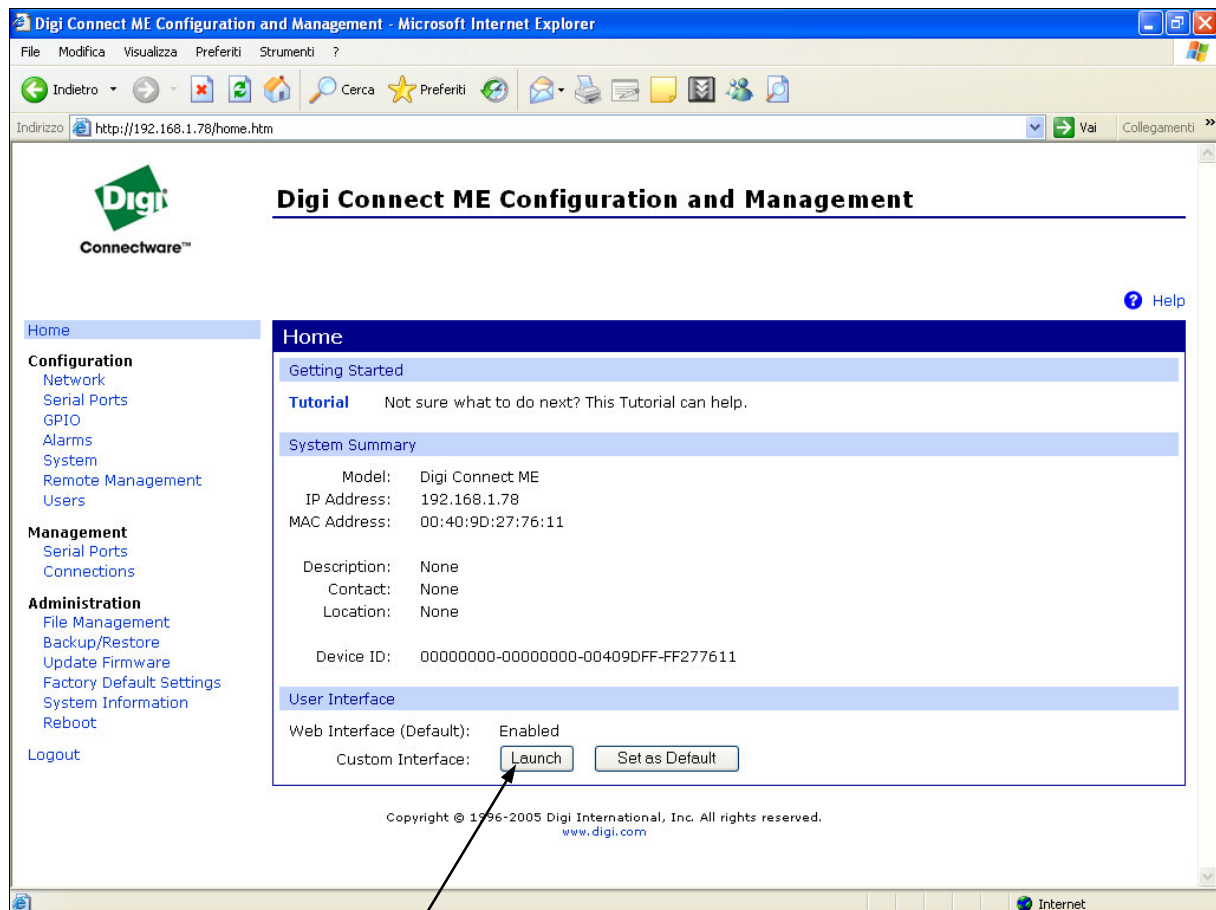 Digi Connect ME Configuration and Management - Microsoft Internet Explorer
File Modifica Visualizza Preferiti Strumenti ?
Indietro Cerca Preferiti
Indirizzo http://192.168.1.78/home.htm Vai Collegamenti »
Digi
Connectware™
Digi Connect ME Configuration and Management
? Help
Home
Configuration
Network
Serial Ports
GPIO
Alarms
System
Remote Management
Users
Management
Serial Ports
Connections
Administration
File Management
Backup/Restore
Update Firmware
Factory Default Settings
System Information
Reboot
Logout
Home
Getting Started
Tutorial Not sure what to do next? This Tutorial can help.
System Summary
Model: Digi Connect ME
IP Address: 192.168.1.78
MAC Address: 00:40:9D:27:76:11
Description: None
Contact: None
Location: None
Device ID: 00000000-00000000-00409DFF-FF277611
User Interface
Web Interface (Default): Enabled
Custom Interface: Launch Set as Default
Copyright © 1996-2005 Digi International, Inc. All rights reserved.
www.digi.com
Internet